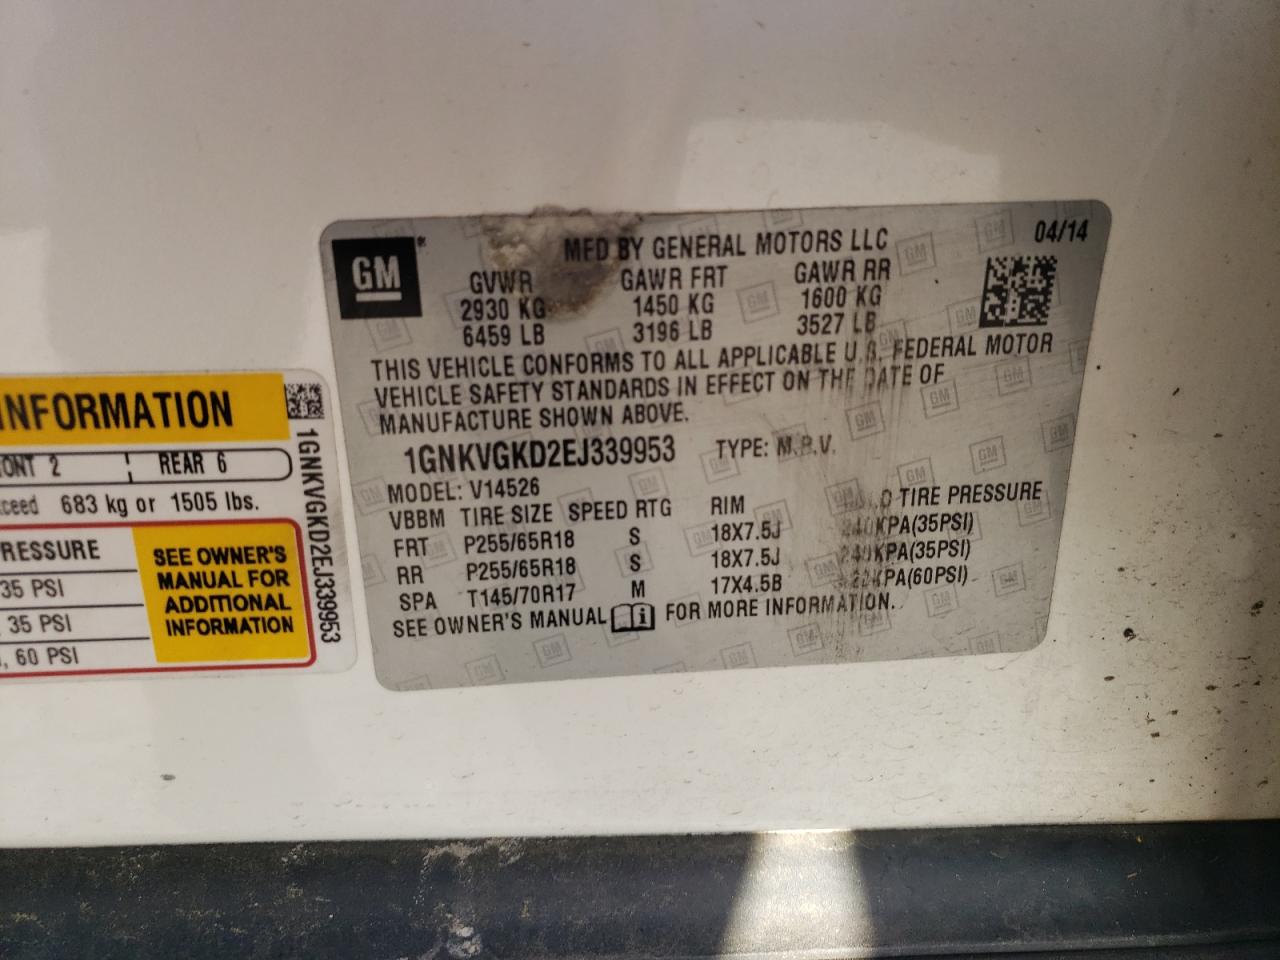 GM
MFD BY GENERAL MOTORS LLC
04/14
GVWR GAWR FRT GAWR RR
2930 KG 1450 KG 1600 KG
6459 LB 3196 LB 3527 LB
THIS VEHICLE CONFORMS TO ALL APPLICABLE U.S. FEDERAL MOTOR
VEHICLE SAFETY STANDARDS IN EFFECT ON THE DATE OF
MANUFACTURE SHOWN ABOVE.
1GNKVGKD2EJ339953 TYPE: M.P.V.
MODEL: V14526
VBBM TIRE SIZE SPEED RTG RIM TIRE PRESSURE
FRT P255/65R18 S 18X7.5J 240KPA(35PSI)
RR P255/65R18 S 18X7.5J 240KPA(35PSI)
SPA T145/70R17 M 17X4.5B KPA(60PSI)
SEE OWNER'S MANUAL i FOR MORE INFORMATION.
INFORMATION
2 REAR 6
683 kg or 1505 lbs.
35 PSI
35 PSI
60 PSI
SEE OWNER'S
MANUAL FOR
ADDITIONAL
INFORMATION
1GNKVGKD2EJ339953